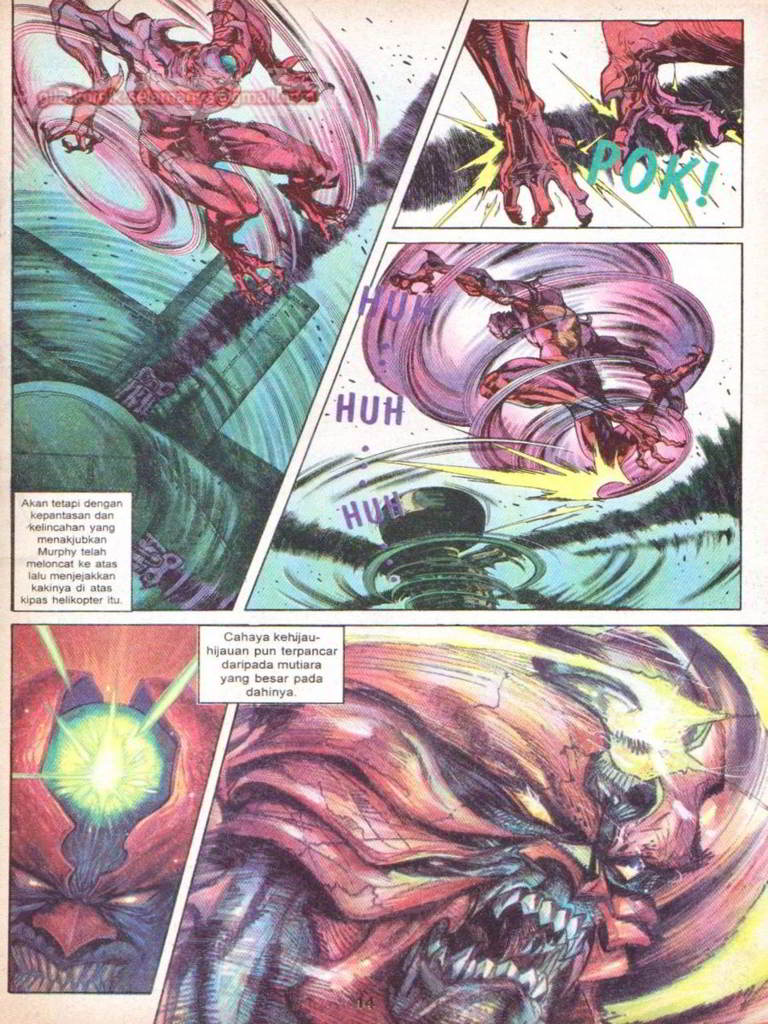 POK!
HUH
HUH
HUH
Akan tetapi dengan
kepantasan dan
kelincahan yang
menakjubkan
Murphy telah
meloncat ke atas
lalu menjejakkan
kakinya di atas
kipas helikopter itu.
Cahaya kehijau-
hijauan pun terpancar
daripada mutiara
yang besar pada
dahinya.
14